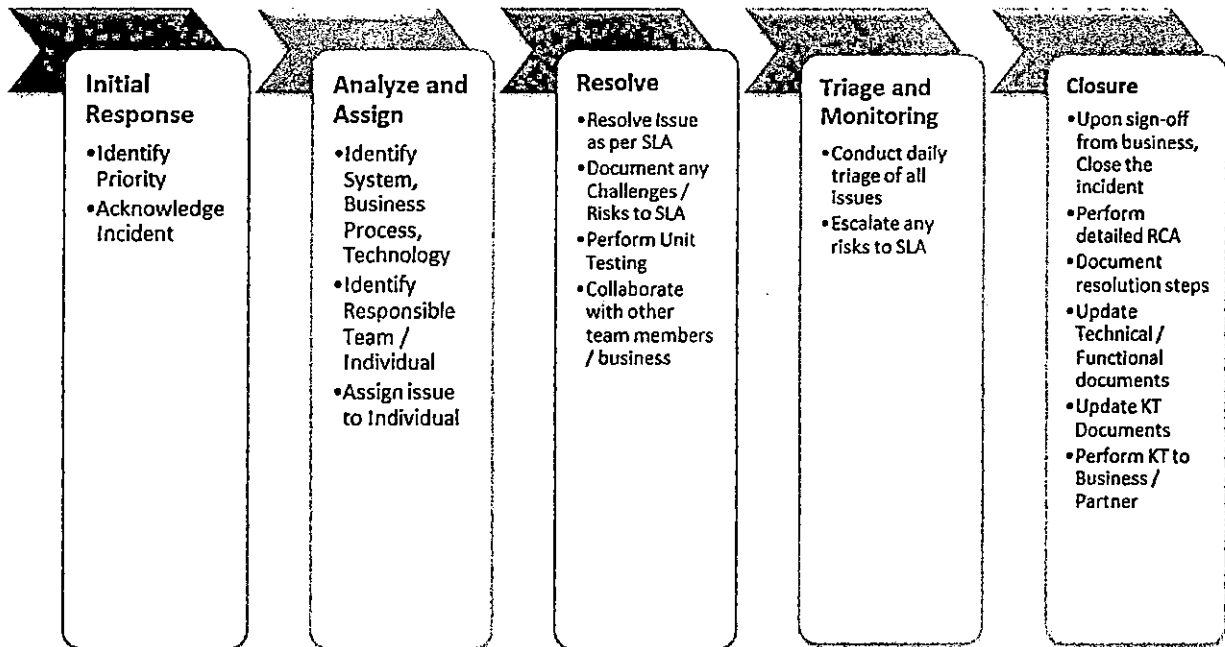 Initial
Response
•Identify
Priority
•Acknowledge
Incident
Analyze and
Assign
•Identify
System,
Business
Process,
Technology
•Identify
Responsible
Team /
Individual
•Assign issue
to Individual
Resolve
•Resolve Issue
as per SLA
•Document any
Challenges /
Risks to SLA
•Perform Unit
Testing
•Collaborate
with other
team members
/ business
Triage and
Monitoring
•Conduct daily
triage of all
Issues
•Escalate any
risks to SLA
Closure
•Upon sign-off
from business,
Close the
incident
•Perform
detailed RCA
•Document
resolution steps
•Update
Technical /
Functional
documents
•Update KT
Documents
•Perform KT to
Business /
Partner